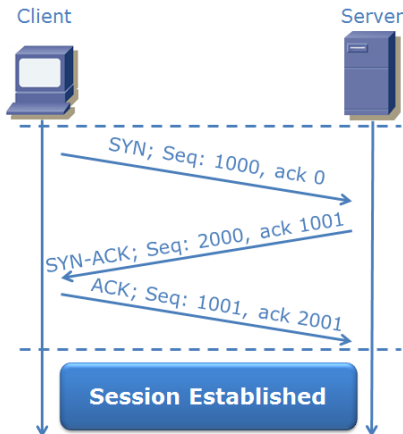 Client
Server
SYN; Seq: 1000, ack 0
SYN-ACK; Seq: 2000, ack 1001
ACK; Seq: 1001, ack 2001
Session Established